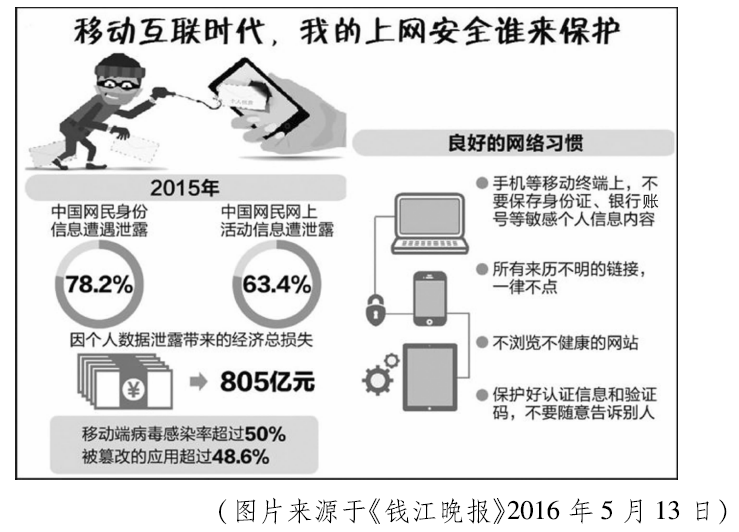 移动互联时代，我的上网安全谁来保护
个人信息
2015年
中国网民身份
信息遭遇泄露
78.2%
中国网民网上
活动信息遭泄露
63.4%
因个人数据泄露带来的经济总损失
¥
805亿元
移动端病毒感染率超过50%
被篡改的应用超过48.6%
良好的网络习惯
手机等移动终端上，不
要保存身份证、银行账
号等敏感个人信息内容
所有来历不明的链接，
一律不点
不浏览不健康的网站
保护好认证信息和验证
码，不要随意告诉别人
（图片来源于《钱江晚报》2016年5月13日）